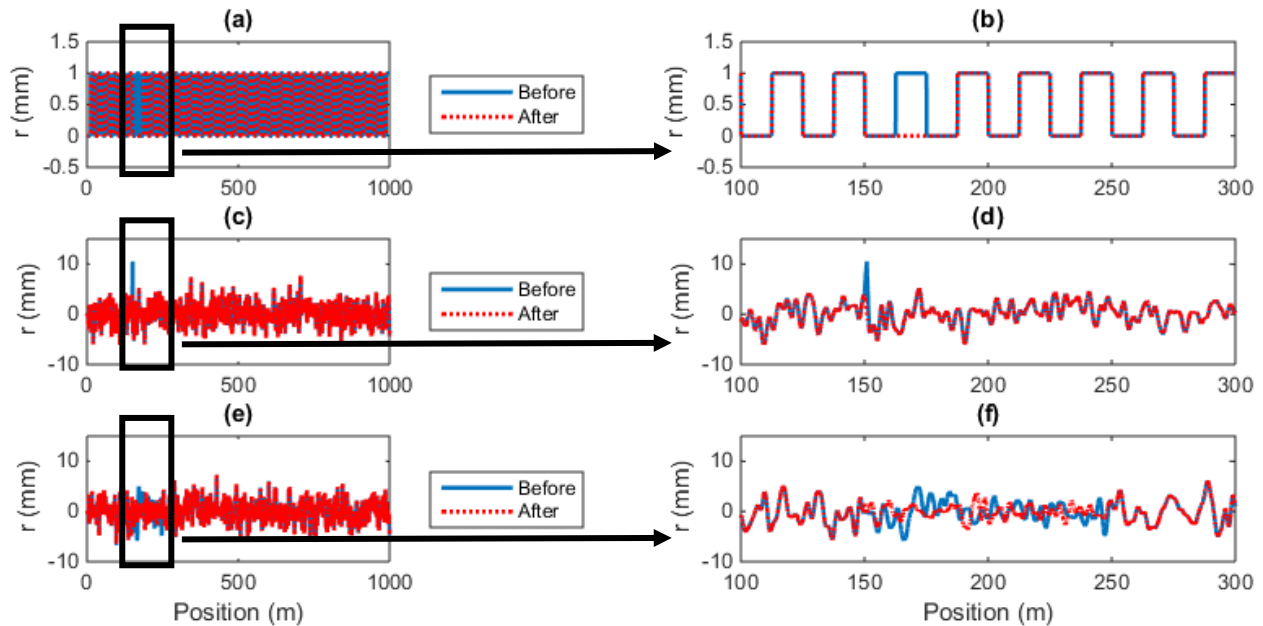 (a) (b)
1.5 1.5
1 1
0.5 0.5
0 0
-0.5 -0.5
r (mm) r (mm)
Before
After
0 500 1000 100 150 200 250 300
(c) (d)
10 10
0 0
-10 -10
r (mm) r (mm)
Before
After
0 500 1000 100 150 200 250 300
(e) (f)
10 10
0 0
-10 -10
r (mm) r (mm)
Before
After
0 500 1000 100 150 200 250 300
Position (m) Position (m)